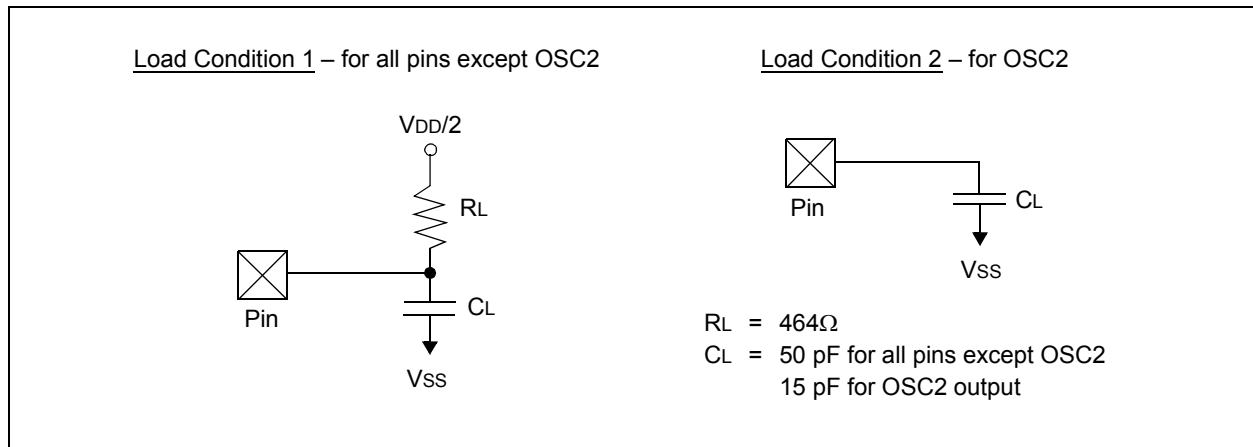 Load Condition 1 – for all pins except OSC2
VDD/2
RL
Pin
CL
VSS
Load Condition 2 – for OSC2
Pin
CL
VSS
RL = 464Ω
CL = 50 pF for all pins except OSC2
15 pF for OSC2 output